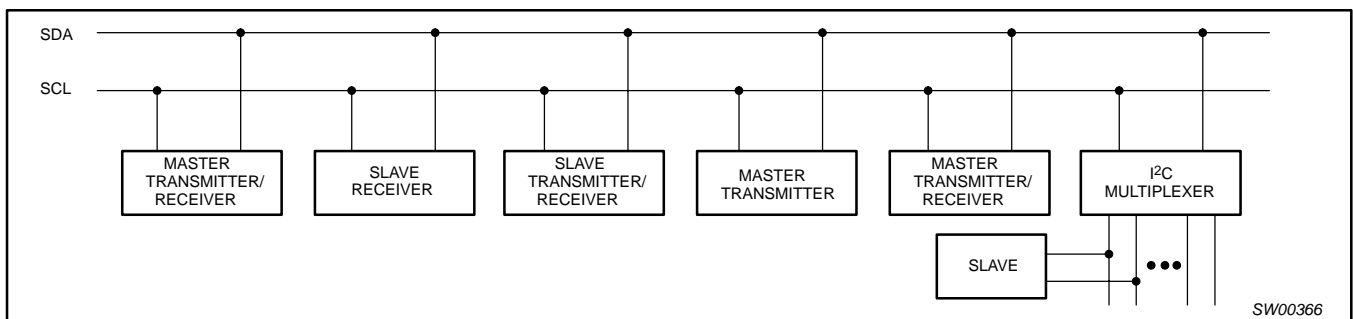 SDA
SCL
MASTER
TRANSMITTER/
RECEIVER
SLAVE
RECEIVER
SLAVE
TRANSMITTER/
RECEIVER
MASTER
TRANSMITTER
MASTER
TRANSMITTER/
RECEIVER
I²C
MULTIPLEXER
SLAVE
SW00366